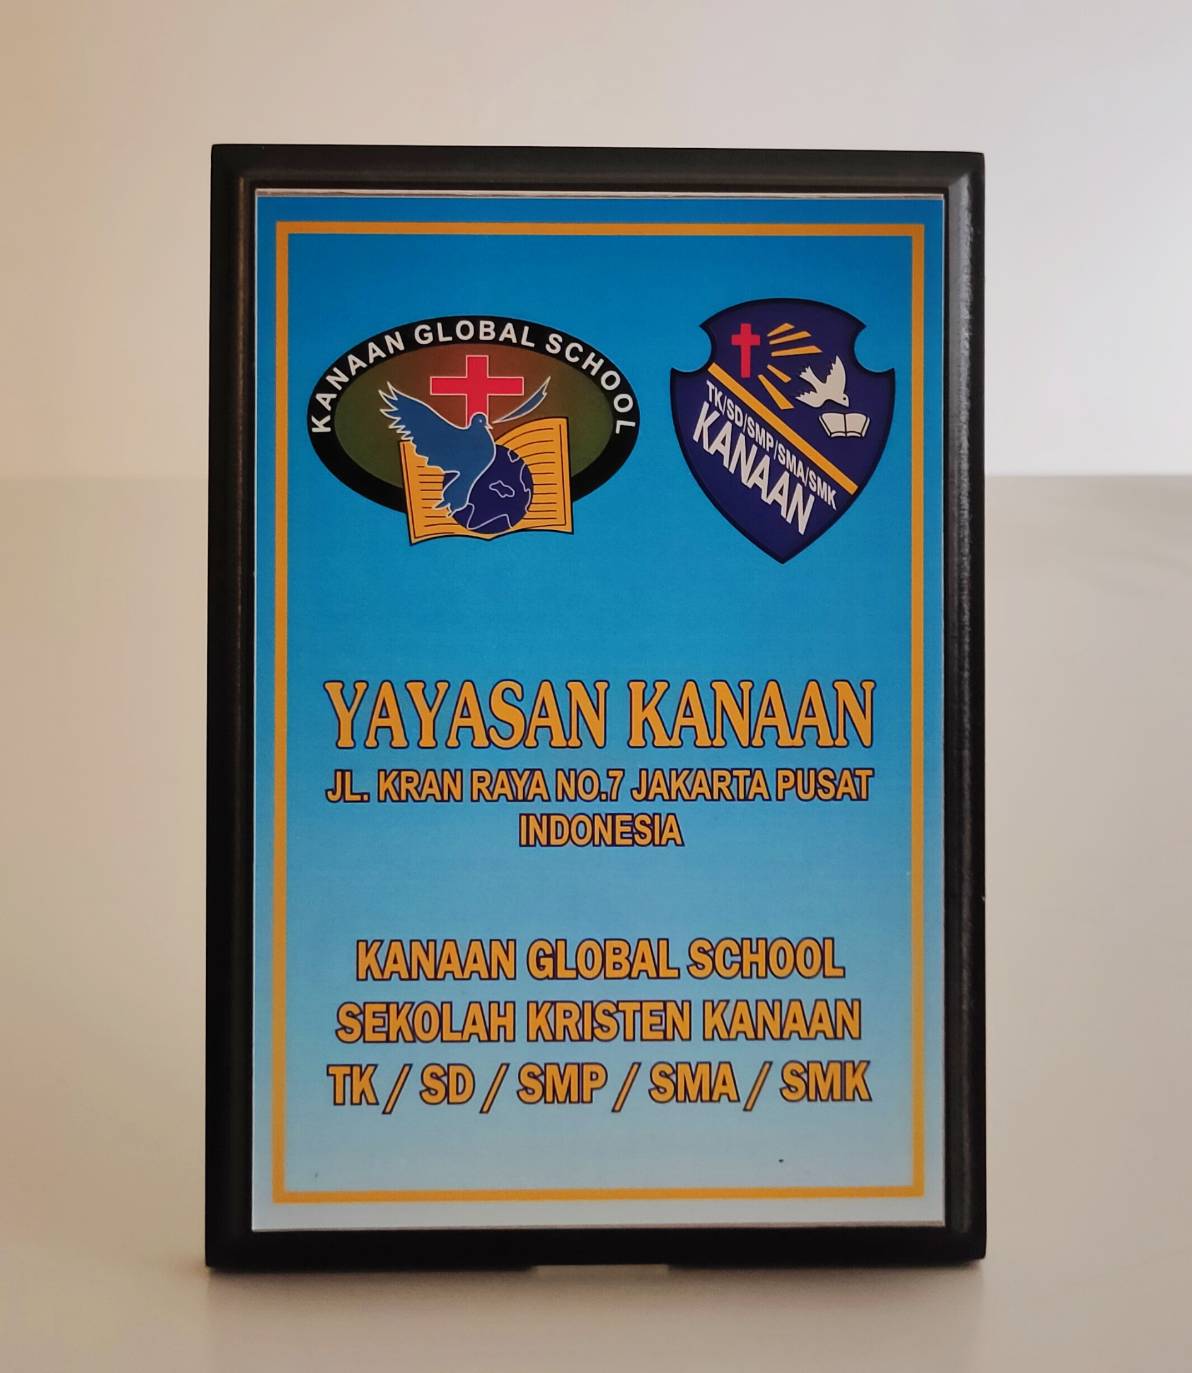 KANAAN GLOBAL SCHOOL
TK/SD/SMP/SMA/SMK
KANAAN
YAYASAN KANAAN
JL. KRAN RAYA NO.7 JAKARTA PUSAT
INDONESIA
KANAAN GLOBAL SCHOOL
SEKOLAH KRISTEN KANAAN
TK / SD / SMP / SMA / SMK